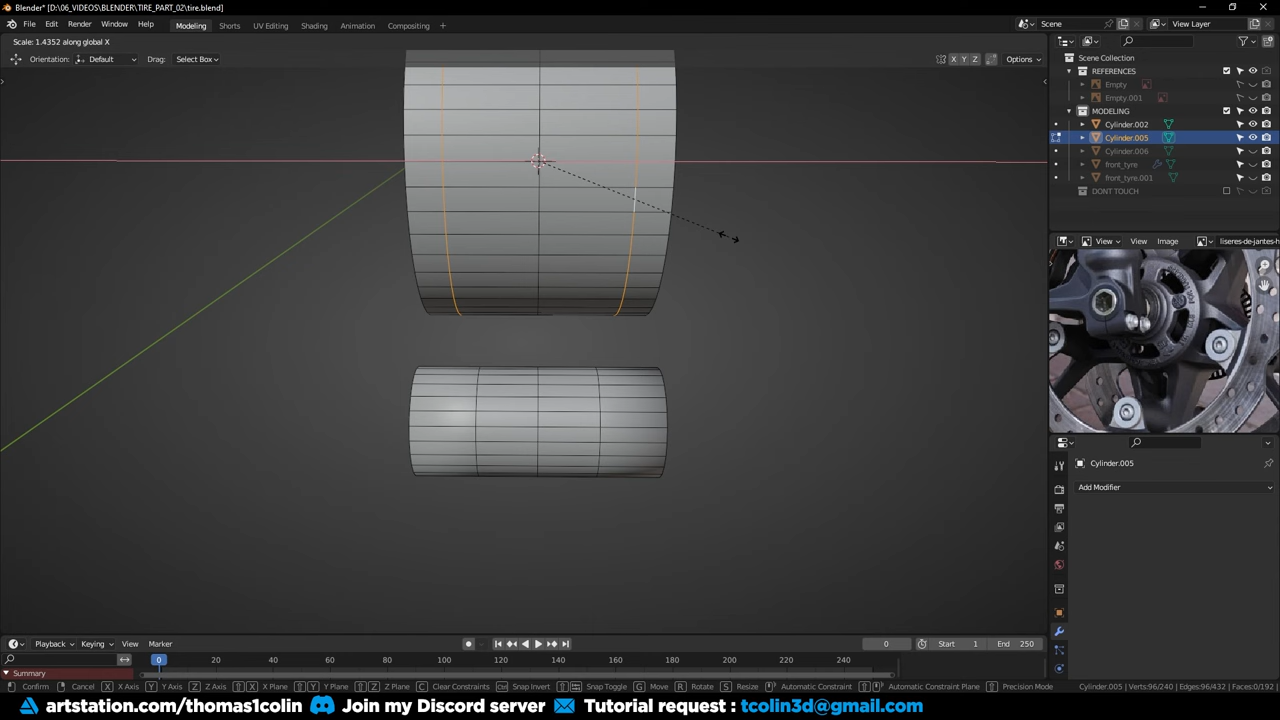 Blender* [D:\06_VIDEOS\BLENDER\TIRE_PART_02\tire.blend]
File Edit Render Window Help Modeling Shorts UV Editing Shading Animation Compositing + Scene View Layer
Scale: 1.4352 along global X
Orientation: Default Drag: Select Box X Y Z Options
Scene Collection
REFERENCES
Empty
Empty.001
MODELING
Cylinder.002
Cylinder.005
Cylinder.006
front_tyre
front_tyre.001
DONT TOUCH
View View Image liseres-de-jantes-h
Cylinder.005
Add Modifier
Playback Keying View Marker 0 Start 1 End 250
0 20 40 60 80 100 120 140 160 180 200 220 240
Summary
Confirm Cancel X X Axis Y Y Axis Z Z Axis X X Plane Y Y Plane Z Z Plane C Clear Constraints Ctrl Snap Invert Snap Toggle G Move R Rotate S Resize Automatic Constraint Automatic Constraint Plane Precision Mode Cylinder.005 | Verts:96/240 | Edges:96/432 | Faces:0/192
artstation.com/thomas1colin Join my Discord server Tutorial request : tcolin3d@gmail.com